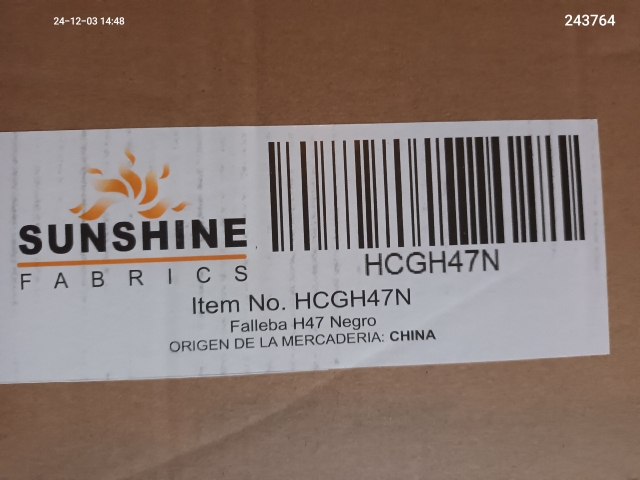 24-12-03 14:48
243764
SUNSHINE
FABRICS
HCGH47N
Item No. HCGH47N
Falleba H47 Negro
ORIGEN DE LA MERCADERIA: CHINA